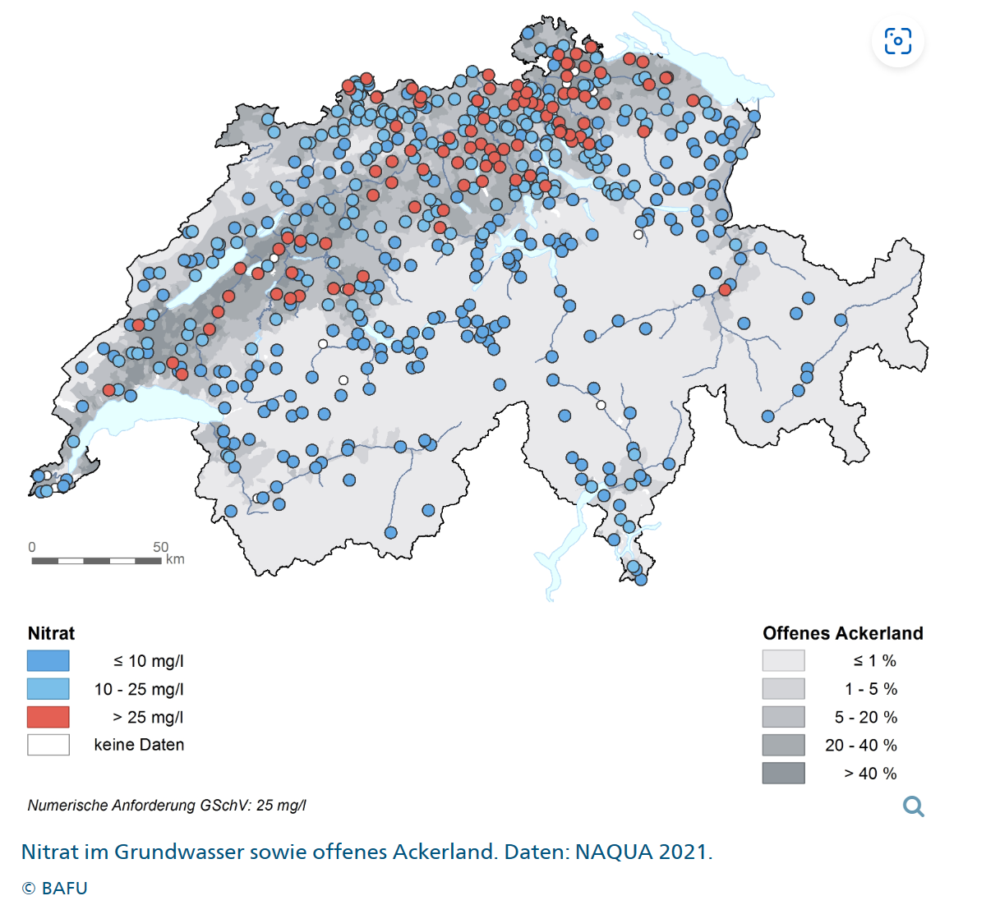 0 50
km
Nitrat
≤ 10 mg/l
10 - 25 mg/l
> 25 mg/l
keine Daten
Offenes Ackerland
≤ 1 %
1 - 5 %
5 - 20 %
20 - 40 %
> 40 %
Numerische Anforderung GSchV: 25 mg/l
Nitrat im Grundwasser sowie offenes Ackerland. Daten: NAQUA 2021.
© BAFU